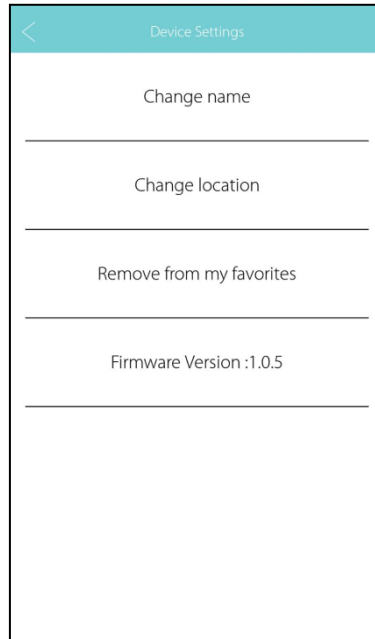 Device Settings
Change name
Change location
Remove from my favorites
Firmware Version :1.0.5